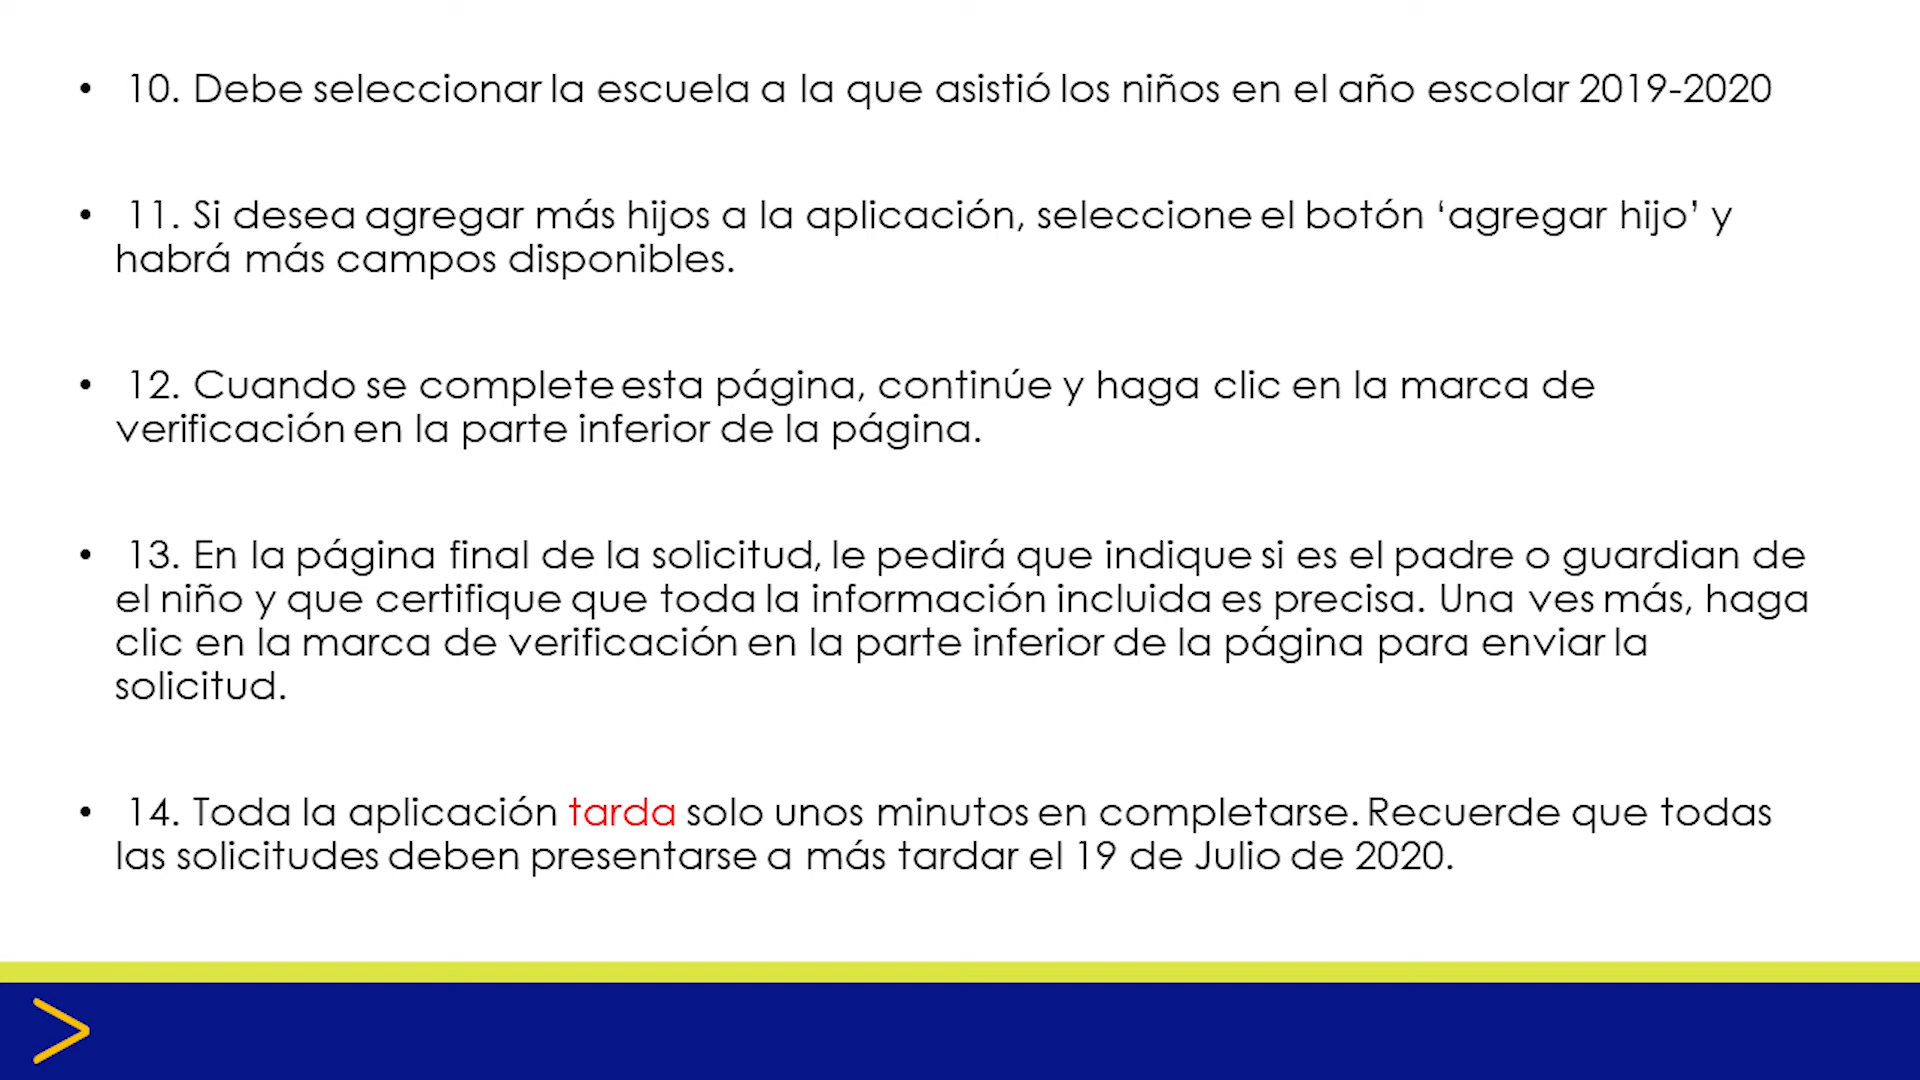 • 10. Debe seleccionar la escuela a la que asistió los niños en el año escolar 2019-2020
• 11. Si desea agregar más hijos a la aplicación, seleccione el botón ‘agregar hijo’ y
habrá más campos disponibles.
• 12. Cuando se complete esta página, continúe y haga clic en la marca de
verificación en la parte inferior de la página.
• 13. En la página final de la solicitud, le pedirá que indique si es el padre o guardian de
el niño y que certifique que toda la información incluida es precisa. Una ves más, haga
clic en la marca de verificación en la parte inferior de la página para enviar la
solicitud.
• 14. Toda la aplicación tarda solo unos minutos en completarse. Recuerde que todas
las solicitudes deben presentarse a más tardar el 19 de Julio de 2020.